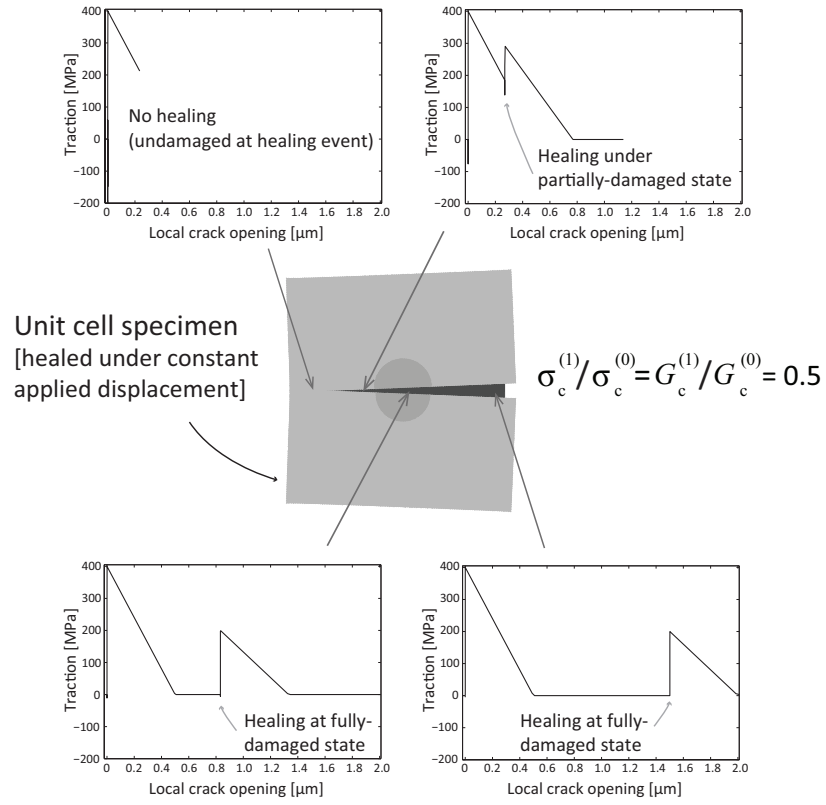 400
300
200
100
0
−100
−200
Traction [MPa]
No healing
(undamaged at healing event)
0 0.2 0.4 0.6 0.8 1.0 1.2 1.4 1.6 1.8 2.0
Local crack opening [µm]
400
300
200
100
0
−100
−200
Traction [MPa]
Healing under
partially-damaged state
0 0.2 0.4 0.6 0.8 1.0 1.2 1.4 1.6 1.8 2.0
Local crack opening [µm]
Unit cell specimen
[healed under constant
applied displacement]
σc(1)/σc(0)=Gc(1)/Gc(0)= 0.5
400
300
200
100
0
−100
−200
Traction [MPa]
Healing at fully-
damaged state
0 0.2 0.4 0.6 0.8 1.0 1.2 1.4 1.6 1.8 2.0
Local crack opening [µm]
400
300
200
100
0
−100
−200
Traction [MPa]
Healing at fully-
damaged state
0 0.2 0.4 0.6 0.8 1.0 1.2 1.4 1.6 1.8 2.0
Local crack opening [µm]